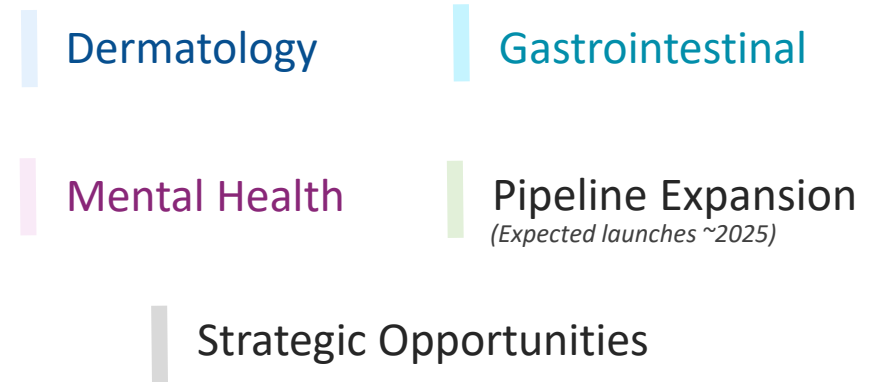 Dermatology
Gastrointestinal
Mental Health
Pipeline Expansion
(Expected launches ~2025)
Strategic Opportunities